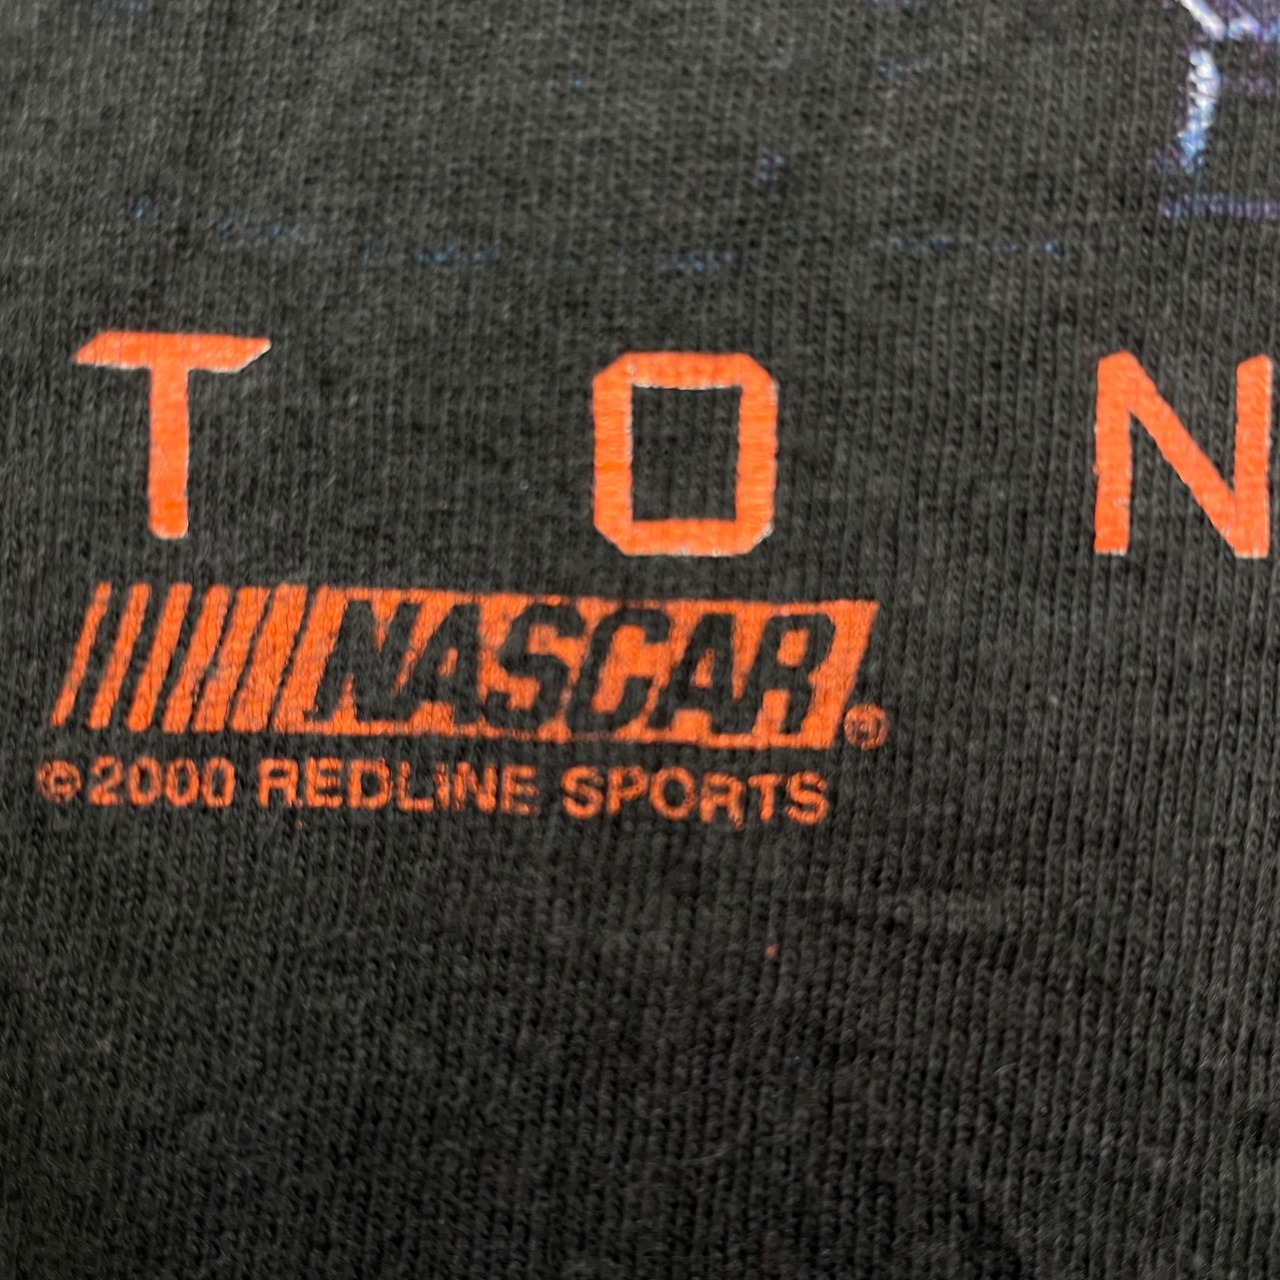 T O N
NASCAR®
©2000 REDLINE SPORTS